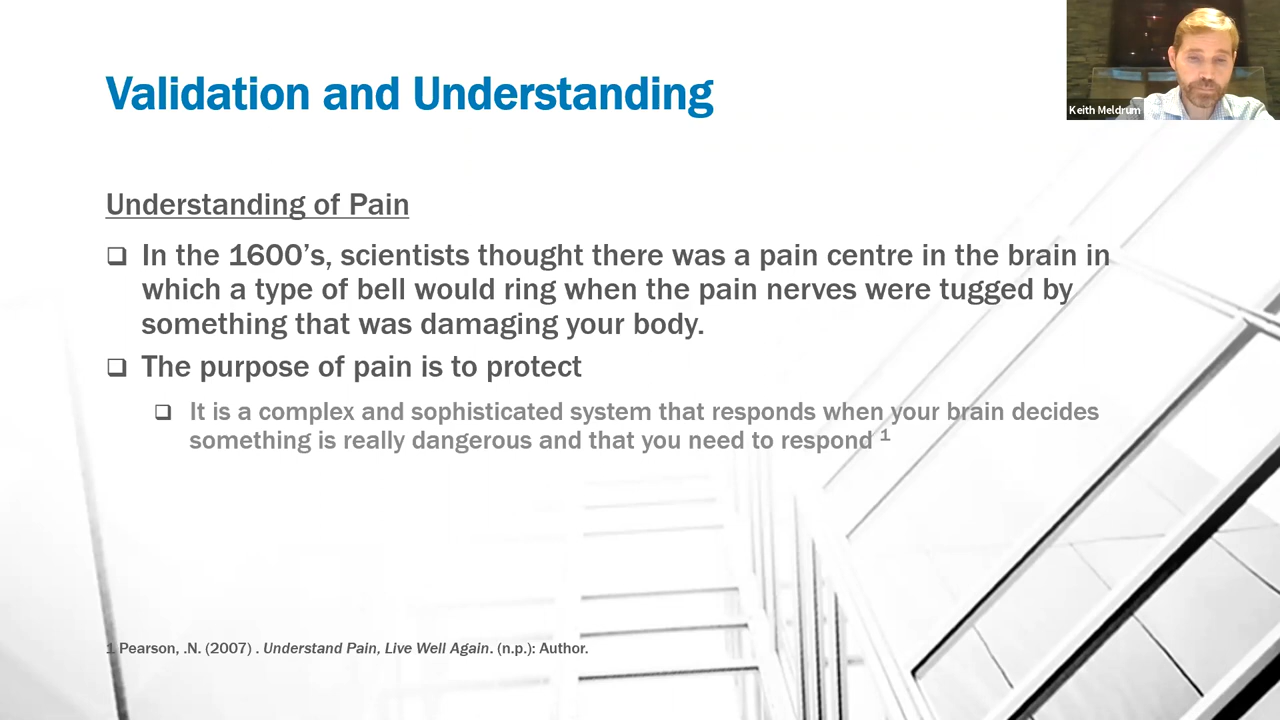 Validation and Understanding
Keith Meldrum
Understanding of Pain
❑ In the 1600’s, scientists thought there was a pain centre in the brain in
which a type of bell would ring when the pain nerves were tugged by
something that was damaging your body.
❑ The purpose of pain is to protect
❑ It is a complex and sophisticated system that responds when your brain decides
something is really dangerous and that you need to respond 1
1 Pearson, .N. (2007) . Understand Pain, Live Well Again. (n.p.): Author.